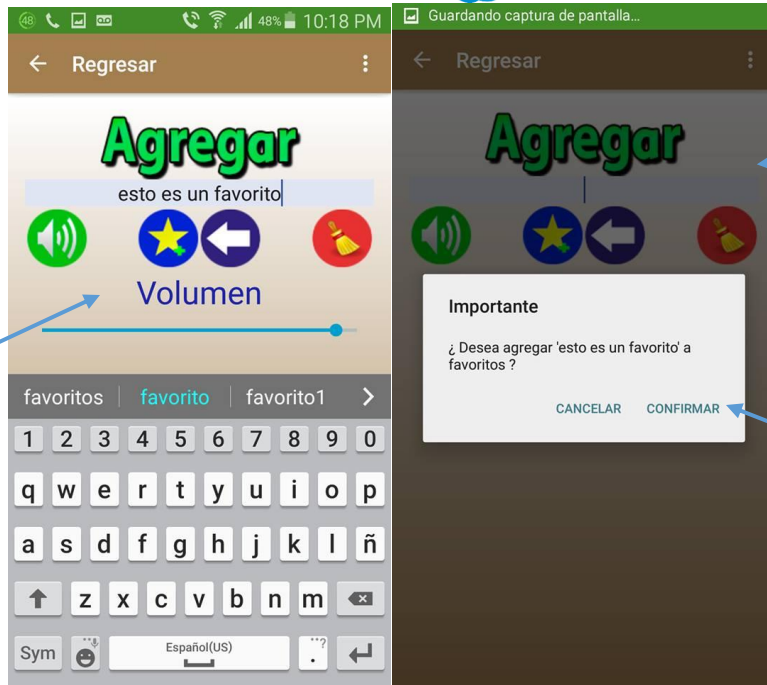 48
48% 10:18 PM
Regresar
Agregar
esto es un favorito
Volumen
favoritos favorito favorito1
1 2 3 4 5 6 7 8 9 0
q w e r t y u i o p
a s d f g h j k l ñ
z x c v b n m
Sym Español(US) . ..?
Guardando captura de pantalla...
Regresar
Agregar
Importante
¿ Desea agregar 'esto es un favorito' a
favoritos ?
CANCELAR CONFIRMAR